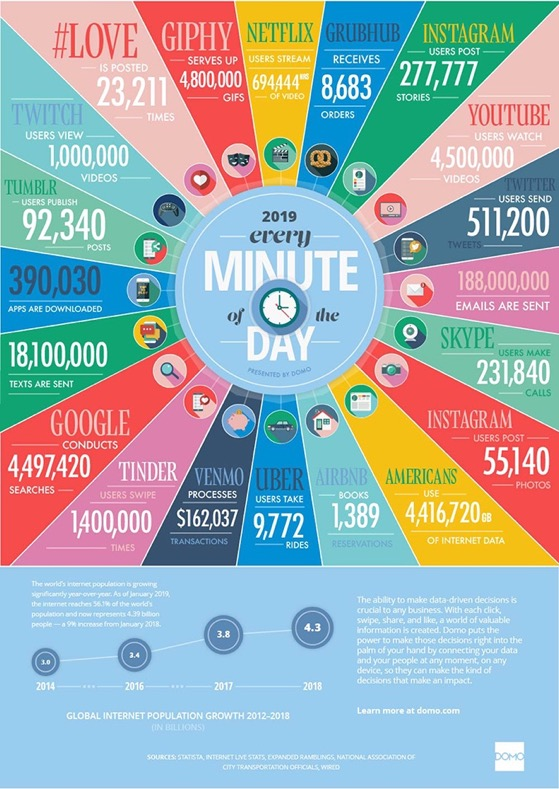 #LOVE
IS POSTED
23,211
TIMES
GIPHY
SERVES UP
4,800,000
GIFS
NETFLIX
USERS STREAM
694,444 HRS
OF VIDEO
GRUBHUB
RECEIVES
8,683
ORDERS
INSTAGRAM
USERS POST
277,777
STORIES
YOUTUBE
USERS WATCH
4,500,000
VIDEOS
TWITTER
USERS SEND
511,200
TWEETS
188,000,000
EMAILS ARE SENT
SKYPE
USERS MAKE
231,840
CALLS
INSTAGRAM
USERS POST
55,140
PHOTOS
AMERICANS
USE
4,416,720 GB
OF INTERNET DATA
AIRBNB
BOOKS
1,389
RESERVATIONS
UBER
USERS TAKE
9,772
RIDES
VENMO
PROCESSES
$162,037
TRANSACTIONS
TINDER
USERS SWIPE
1400,000
TIMES
GOOGLE
CONDUCTS
4,497,420
SEARCHES
18,100,000
TEXTS ARE SENT
390,030
APPS ARE DOWNLOADED
TUMBLR
USERS PUBLISH
92,340
POSTS
TWITCH
USERS VIEW
1,000,000
VIDEOS
2019
every
MINUTE
of the
DAY
PRESENTED BY DOMO
The world's internet population is growing
significantly year-over-year. As of January 2019,
the internet reaches 56.1% of the world's
population and now represents 4.39 billion
people — a 9% increase from January 2018.
3.0
3.4
3.8
4.3
2014
2016
2017
2018
GLOBAL INTERNET POPULATION GROWTH 2012–2018
(IN BILLIONS)
The ability to make data-driven decisions is
crucial to any business. With each click,
swipe, share, and like, a world of valuable
information is created. Domo puts the
power to make those decisions right into the
palm of your hand by connecting your data
and your people at any moment, on any
device, so they can make the kind of
decisions that make an impact.
Learn more at domo.com
SOURCES: STATISTA, INTERNET LIVE STATS, EXPANDED RAMBLINGS, NATIONAL ASSOCIATION OF
CITY TRANSPORTATION OFFICIALS, WIRED
DOMO